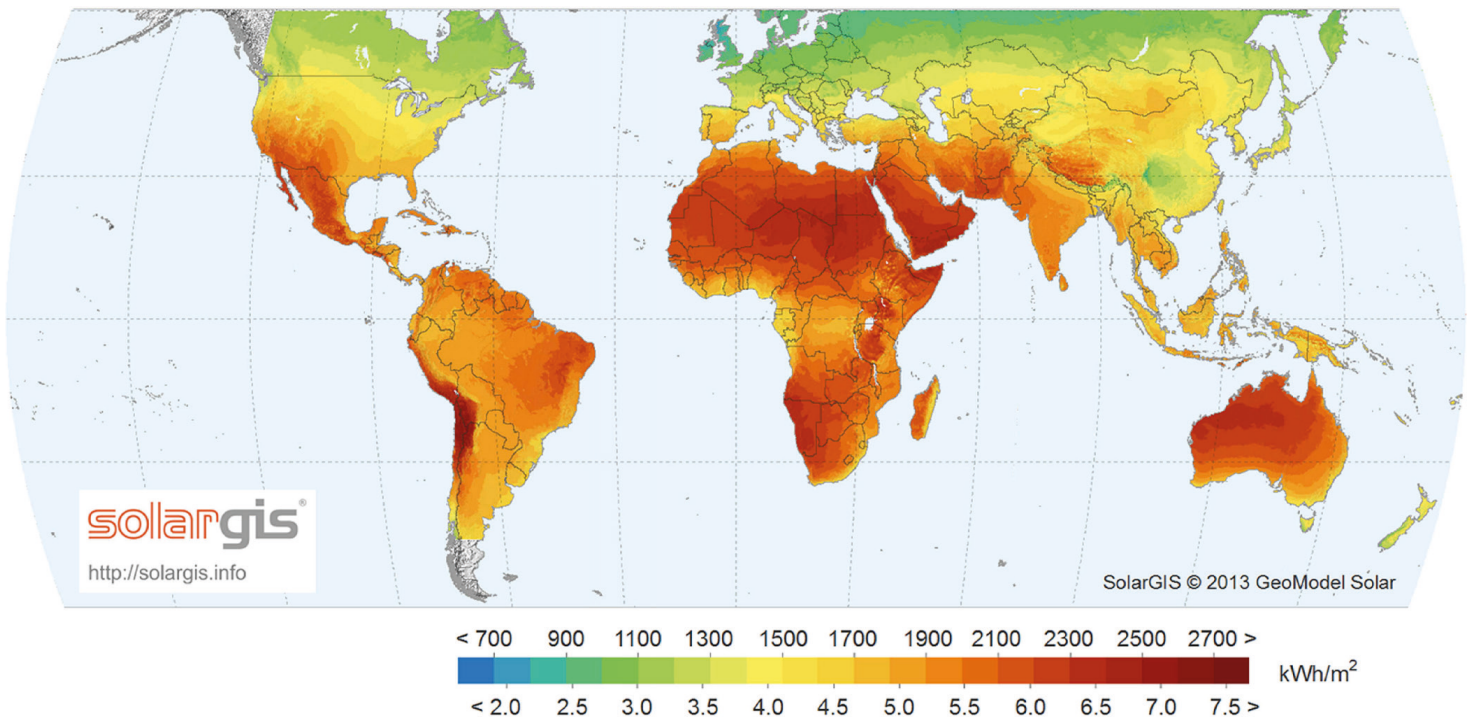 solargis®
http://solargis.info
SolarGIS © 2013 GeoModel Solar
< 700 900 1100 1300 1500 1700 1900 2100 2300 2500 2700 >
kWh/m²
< 2.0 2.5 3.0 3.5 4.0 4.5 5.0 5.5 6.0 6.5 7.0 7.5 >